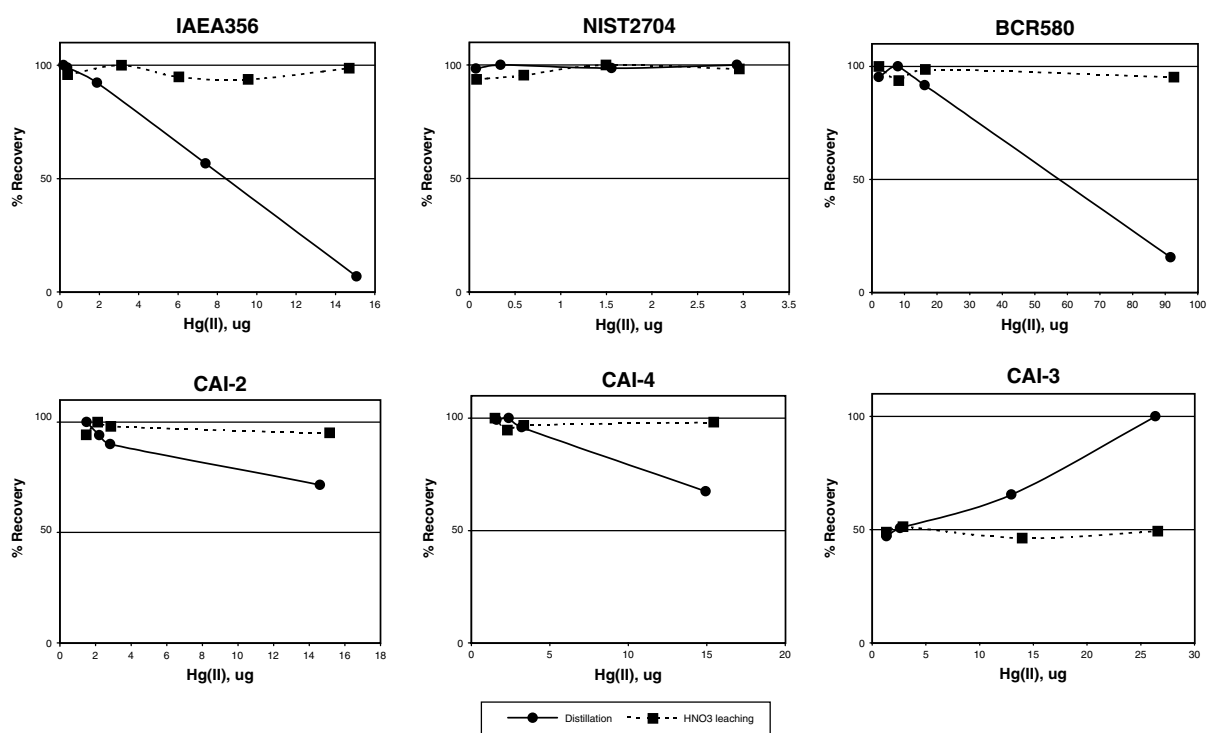 IAEA356
100
50
0
% Recovery
0 2 4 6 8 10 12 14 16
Hg(II), ug
NIST2704
100
50
0
% Recovery
0 0.5 1 1.5 2 2.5 3 3.5
Hg(II), ug
BCR580
100
50
0
% Recovery
0 10 20 30 40 50 60 70 80 90 100
Hg(II), ug
CAI-2
100
50
0
% Recovery
0 2 4 6 8 10 12 14 16 18
Hg(II), ug
CAI-4
100
50
0
% Recovery
0 5 10 15 20
Hg(II), ug
CAI-3
100
50
0
% Recovery
0 5 10 15 20 25 30
Hg(II), ug
Distillation HNO3 leaching